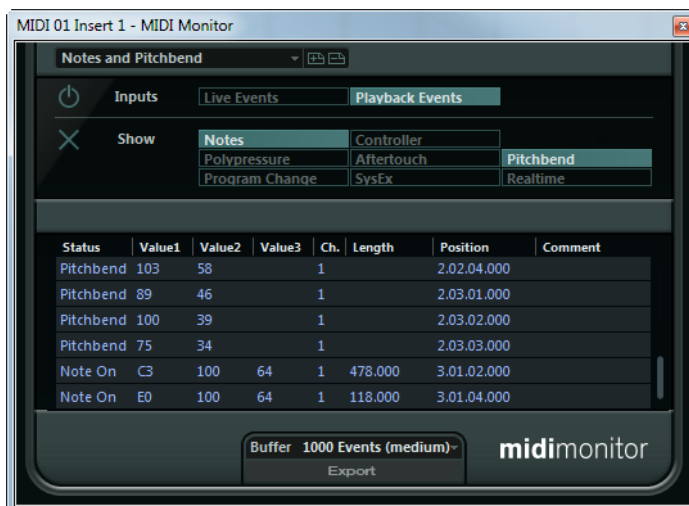 MIDI 01 Insert 1 - MIDI Monitor
Notes and Pitchbend
Inputs Live Events Playback Events
Show Notes Controller
Polypressure Aftertouch Pitchbend
Program Change SysEx Realtime
Status Value1 Value2 Value3 Ch. Length Position Comment
Pitchbend 103 58 1 2.02.04.000
Pitchbend 89 46 1 2.03.01.000
Pitchbend 100 39 1 2.03.02.000
Pitchbend 75 34 1 2.03.03.000
Note On C3 100 64 1 478.000 3.01.02.000
Note On E0 100 64 1 118.000 3.01.04.000
Buffer 1000 Events (medium)
midimonitor
Export